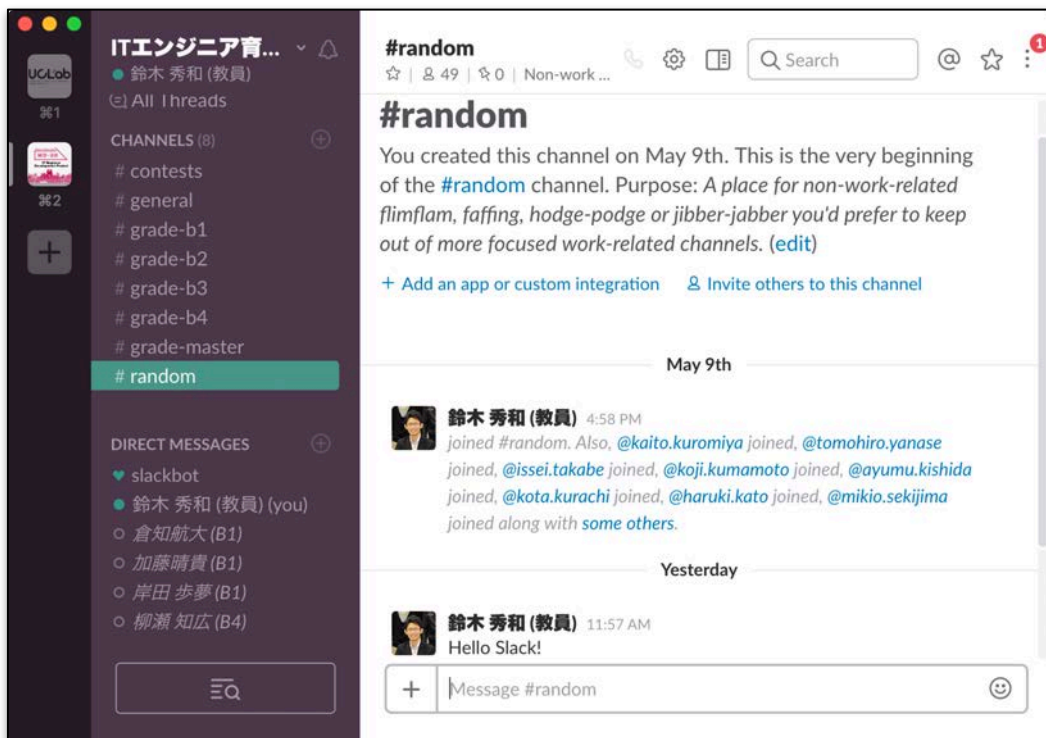 UCLab
⌘1
⌘2
ITエンジニア育...
鈴木 秀和 (教員)
All Threads
CHANNELS (8)
# contests
# general
# grade-b1
# grade-b2
# grade-b3
# grade-b4
# grade-master
# random
DIRECT MESSAGES
slackbot
鈴木 秀和 (教員) (you)
倉知航大 (B1)
加藤晴貴 (B1)
岸田 歩夢 (B1)
柳瀬 知広 (B4)
#random
49 | 0 | Non-work ...
Search
1
#random
You created this channel on May 9th. This is the very beginning
of the #random channel. Purpose: A place for non-work-related
flimflam, faffing, hodge-podge or jibber-jabber you'd prefer to keep
out of more focused work-related channels. (edit)
+ Add an app or custom integration
Invite others to this channel
May 9th
鈴木 秀和 (教員) 4:58 PM
joined #random. Also, @kaito.kuromiya joined, @tomohiro.yanase
joined, @issei.takabe joined, @koji.kumamoto joined, @ayumu.kishida
joined, @kota.kurachi joined, @haruki.kato joined, @mikio.sekijima
joined along with some others.
Yesterday
鈴木 秀和 (教員) 11:57 AM
Hello Slack!
Message #random